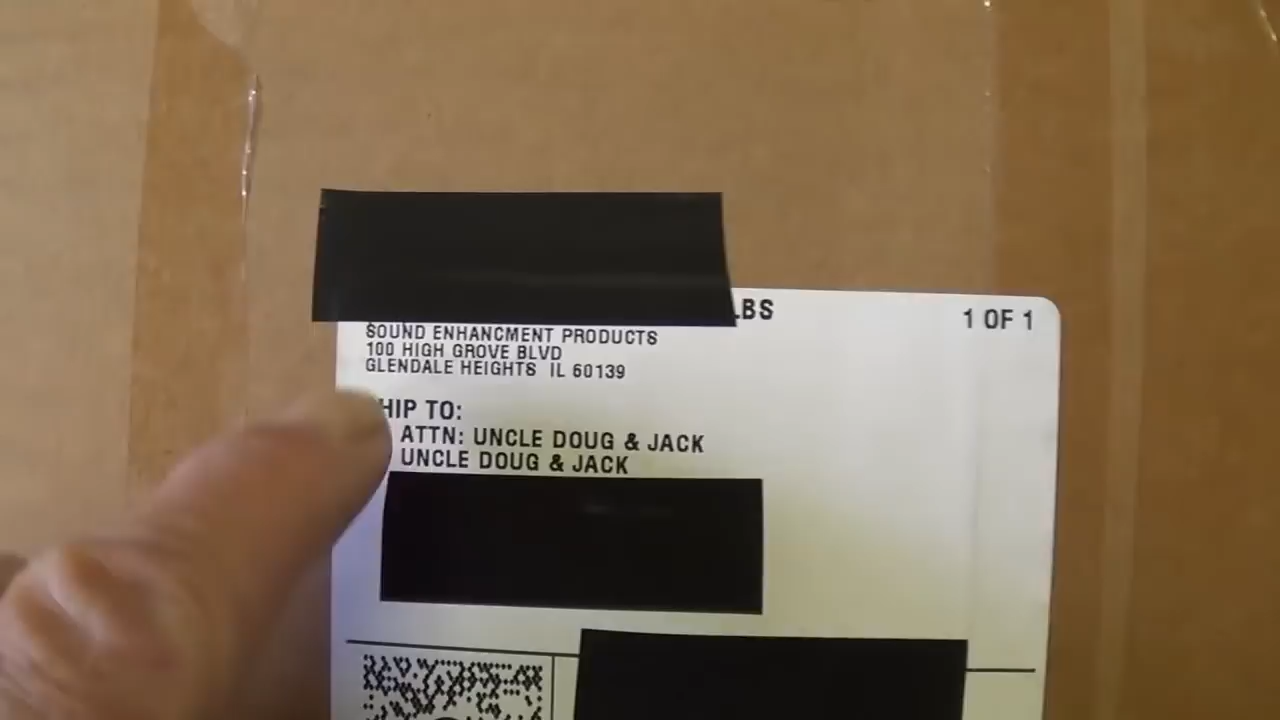 LBS
1 OF 1
SOUND ENHANCMENT PRODUCTS
100 HIGH GROVE BLVD
GLENDALE HEIGHTS IL 60139
HIP TO:
ATTN: UNCLE DOUG & JACK
UNCLE DOUG & JACK